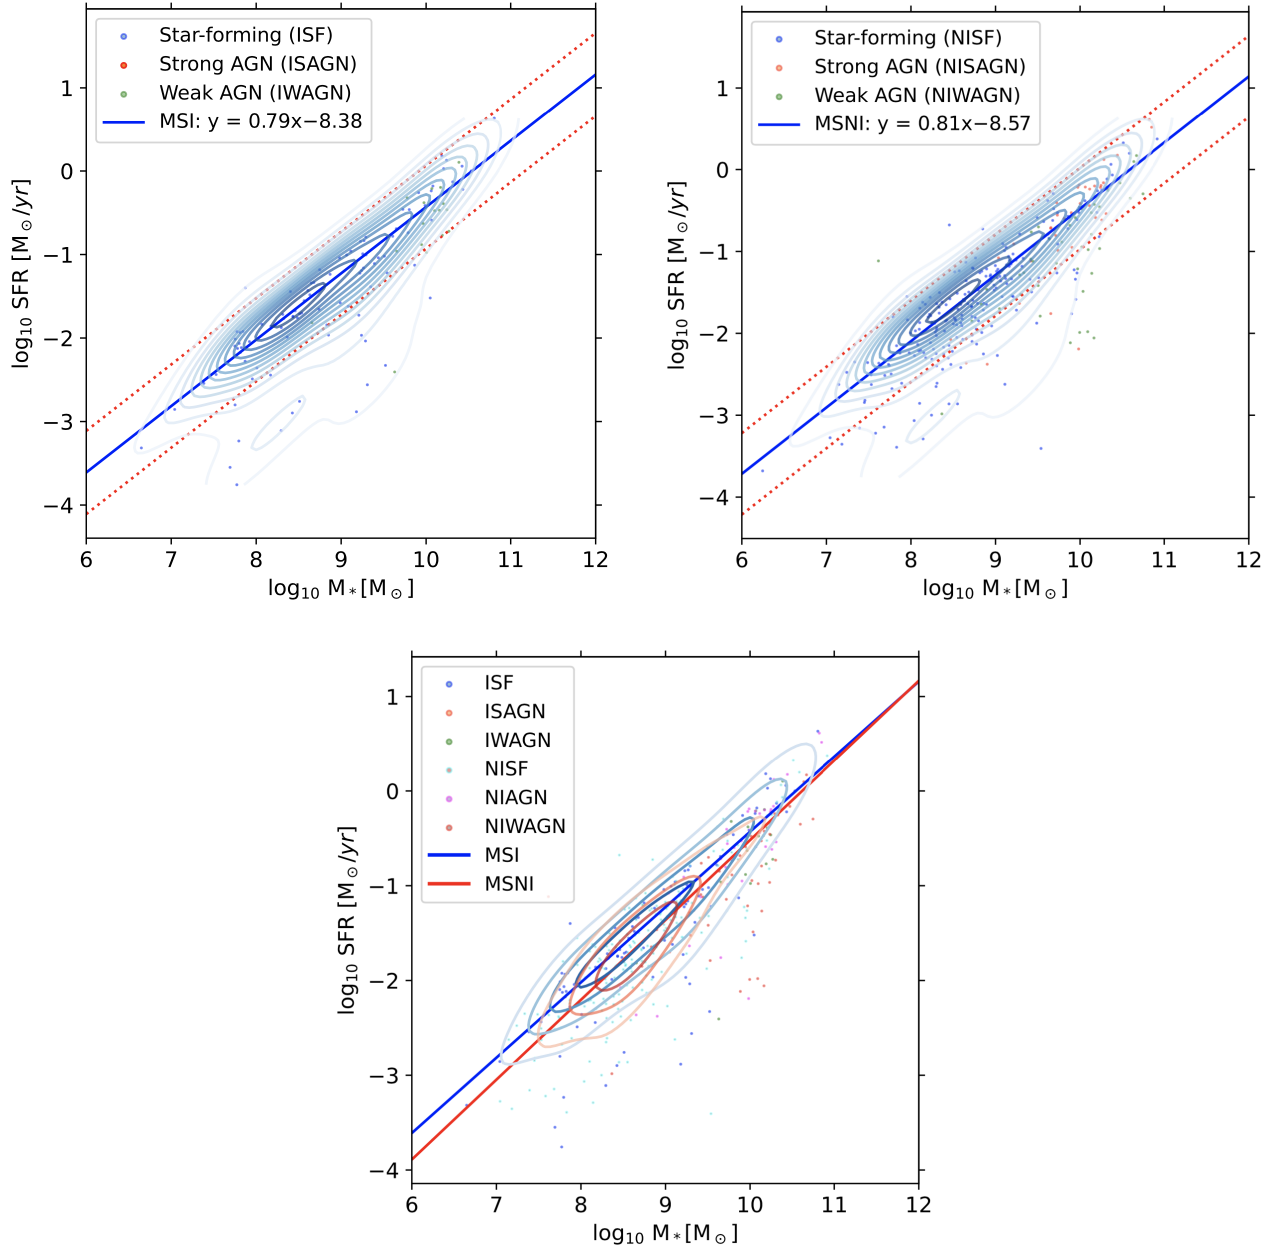 Star-forming (ISF)
Strong AGN (ISAGN)
Weak AGN (IWAGN)
MSI: y = 0.79x−8.38
1
0
−1
−2
−3
−4
log₁₀ SFR [M☉/yr]
6 7 8 9 10 11 12
log₁₀ M∗[M☉]
Star-forming (NISF)
Strong AGN (NISAGN)
Weak AGN (NIWAGN)
MSNI: y = 0.81x−8.57
1
0
−1
−2
−3
−4
log₁₀ SFR [M☉/yr]
6 7 8 9 10 11 12
log₁₀ M∗[M☉]
ISF
ISAGN
IWAGN
NISF
NIAGN
NIWAGN
MSI
MSNI
1
0
−1
−2
−3
−4
log₁₀ SFR [M☉/yr]
6 7 8 9 10 11 12
log₁₀ M∗[M☉]